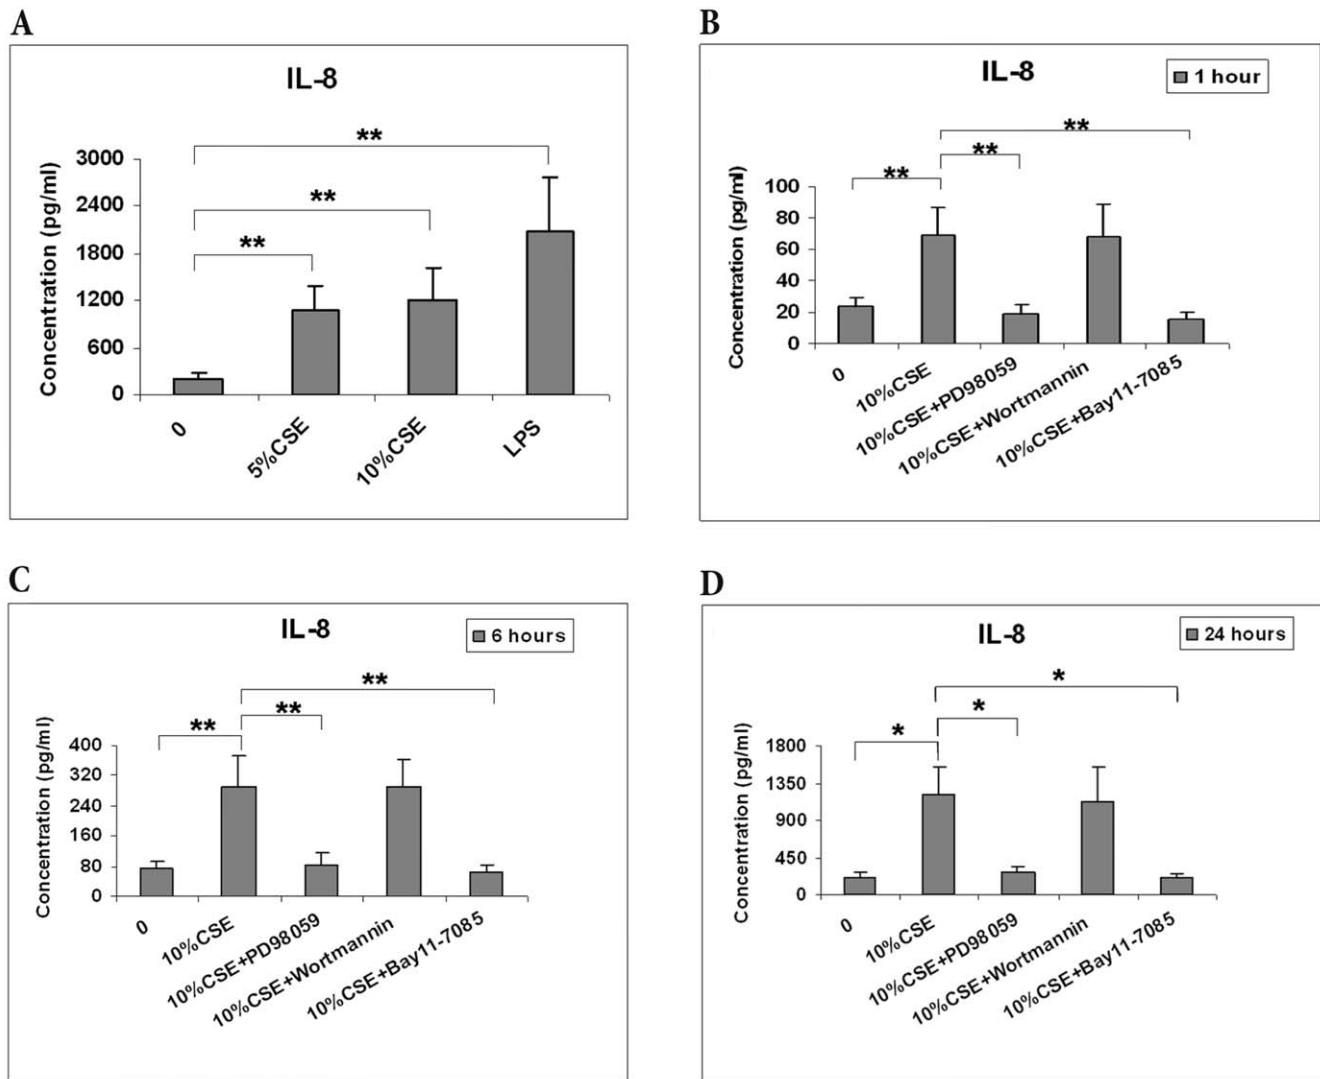 A
IL-8
**
**
**
Concentration (pg/ml)
3000
2400
1800
1200
600
0
0
5%CSE
10%CSE
LPS
B
IL-8
1 hour
**
**
**
Concentration (pg/ml)
100
80
60
40
20
0
0
10%CSE
10%CSE+PD98059
10%CSE+Wortmannin
10%CSE+Bay11-7085
C
IL-8
6 hours
**
**
**
Concentration (pg/ml)
400
320
240
160
80
0
0
10%CSE
10%CSE+PD98059
10%CSE+Wortmannin
10%CSE+Bay11-7085
D
IL-8
24 hours
*
*
*
Concentration (pg/ml)
1800
1350
900
450
0
0
10%CSE
10%CSE+PD98059
10%CSE+Wortmannin
10%CSE+Bay11-7085